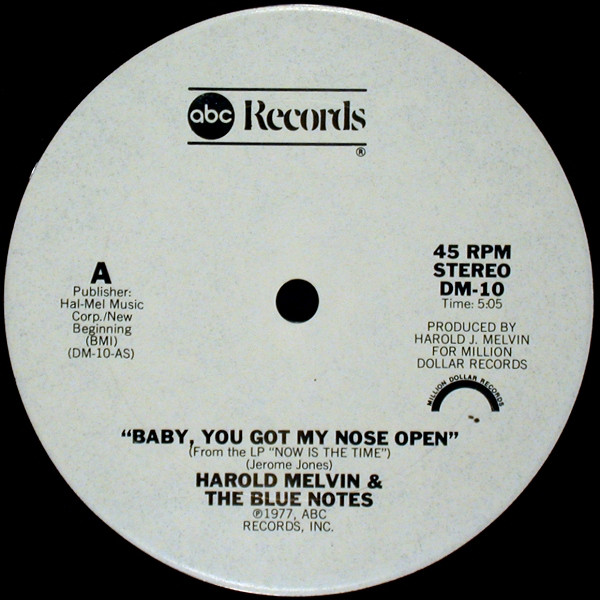 abc Records
®
A
Publisher:
Hal-Mel Music
Corp./New
Beginning
(BMI)
(DM-10-AS)
45 RPM
STEREO
DM-10
Time: 5:05
PRODUCED BY
HAROLD J. MELVIN
FOR MILLION
DOLLAR RECORDS
MILLION DOLLAR RECORDS
“BABY, YOU GOT MY NOSE OPEN”
(From the LP “NOW IS THE TIME”)
(Jerome Jones)
HAROLD MELVIN &
THE BLUE NOTES
℗1977, ABC
RECORDS, INC.